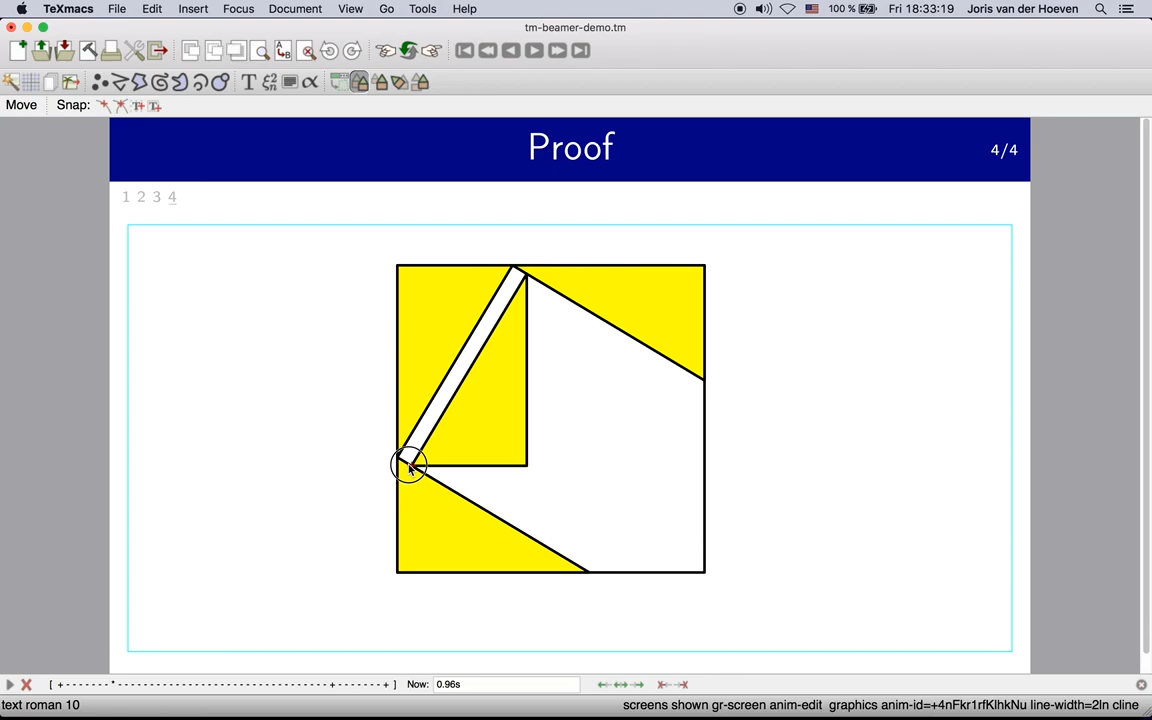 TeXmacs File Edit Insert Focus Document View Go Tools Help 100 % Fri 18:33:19 Joris van der Hoeven
tm-beamer-demo.tm
Move Snap:
Proof
4/4
1 2 3 4
[+-------*---------------------------------+-------+] Now: 0.96s
text roman 10 screens shown gr-screen anim-edit graphics anim-id=+4nFkr1rfKlhkNu line-width=2ln cline